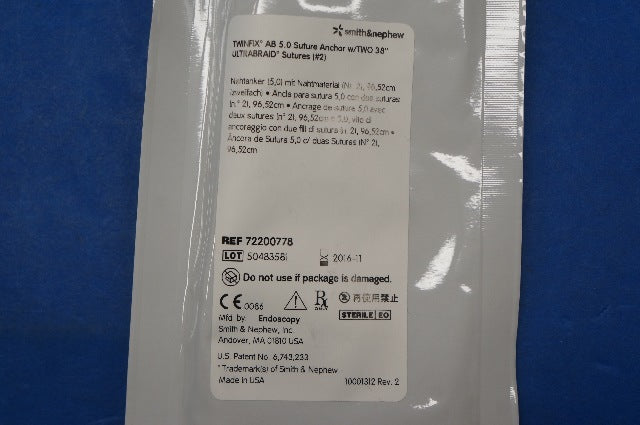 smith&nephew
TWINFIX® AB 5.0 Suture Anchor w/TWO 38"
ULTRABRAID® Sutures (#2)
Nahtanker (5,0) mit Nahtmaterial (Nr. 2), 96,52cm
(zweifach) • Ancla para sutura 5,0 con dos suturas
(n.° 2), 96,52cm • Ancrage de suture 5,0 avec
deux sutures (n° 2), 96,52cm • 5,0, vite di
ancoraggio con due fili di sutura (n. 2), 96,52cm •
Âncora de Sutura 5,0 c/ duas Suturas (N° 2),
96,52cm
REF 72200778
LOT 50483581 2016-11
Do not use if package is damaged.
CE 0086 Rx ONLY 再使用禁止
STERILE EO
Mfd by Endoscopy
Smith & Nephew, Inc.
Andover, MA 01810 USA
U.S. Patent No. 6,743,233
*Trademark(s) of Smith & Nephew
Made in USA 10001312 Rev. 2